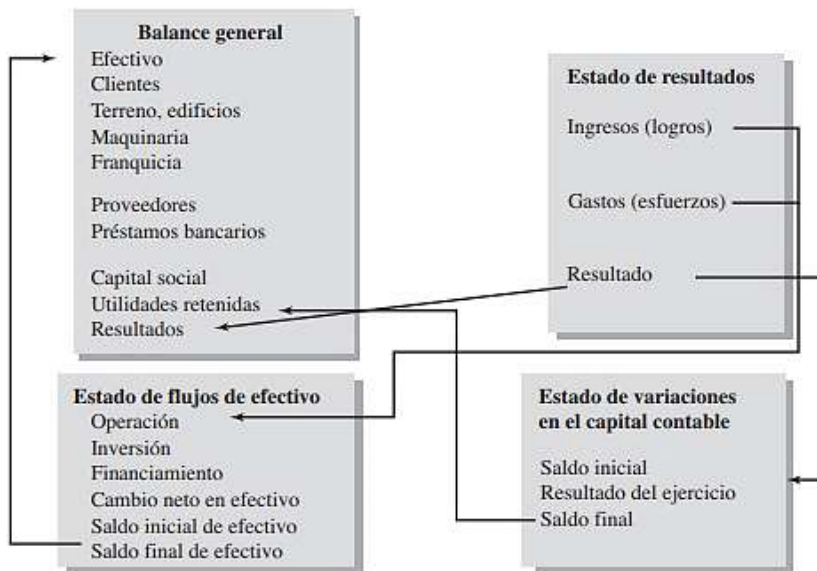 Balance general
Efectivo
Clientes
Terreno, edificios
Maquinaria
Franquicia
Proveedores
Préstamos bancarios
Capital social
Utilidades retenidas
Resultados
Estado de resultados
Ingresos (logros)
Gastos (esfuerzos)
Resultado
Estado de flujos de efectivo
Operación
Inversión
Financiamiento
Cambio neto en efectivo
Saldo inicial de efectivo
Saldo final de efectivo
Estado de variaciones
en el capital contable
Saldo inicial
Resultado del ejercicio
Saldo final